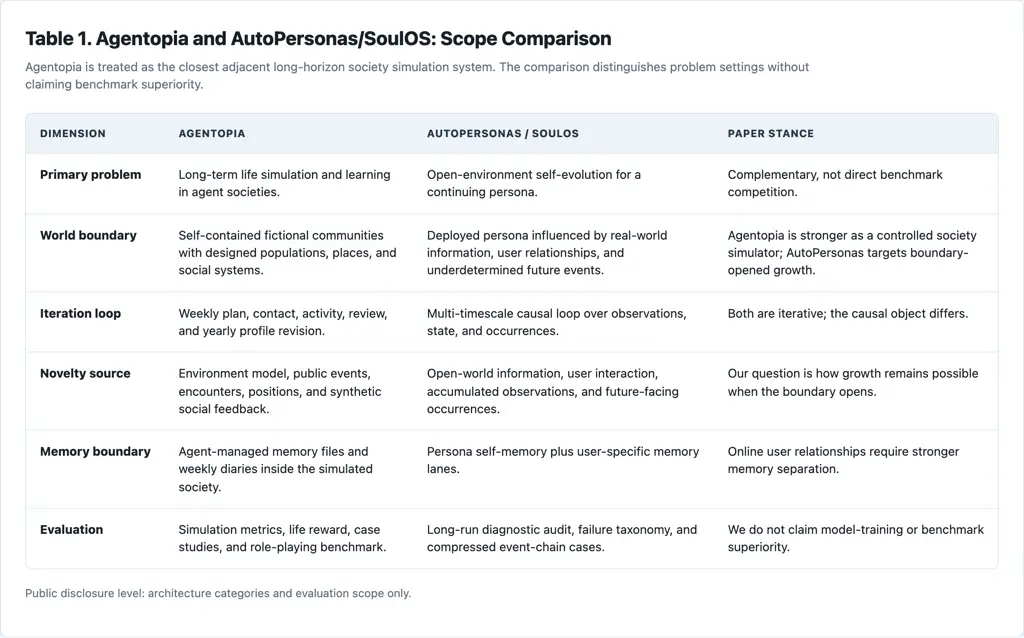 Table 1. Agentopia and AutoPersonas/SoulOS: Scope Comparison
Agentopia is treated as the closest adjacent long-horizon society simulation system. The comparison distinguishes problem settings without
claiming benchmark superiority.
DIMENSION
AGENTOPIA
AUTOPERSONAS / SOULOS
PAPER STANCE
Primary problem
Long-term life simulation and learning
in agent societies.
Open-environment self-evolution for a
continuing persona.
Complementary, not direct benchmark
competition.
World boundary
Self-contained fictional communities
with designed populations, places, and
social systems.
Deployed persona influenced by real-world
information, user relationships, and
underdetermined future events.
Agentopia is stronger as a controlled society
simulator; AutoPersonas targets boundary-
opened growth.
Iteration loop
Weekly plan, contact, activity, review,
and yearly profile revision.
Multi-timescale causal loop over observations,
state, and occurrences.
Both are iterative; the causal object differs.
Novelty source
Environment model, public events,
encounters, positions, and synthetic
social feedback.
Open-world information, user interaction,
accumulated observations, and future-facing
occurrences.
Our question is how growth remains possible
when the boundary opens.
Memory boundary
Agent-managed memory files and
weekly diaries inside the simulated
society.
Persona self-memory plus user-specific memory
lanes.
Online user relationships require stronger
memory separation.
Evaluation
Simulation metrics, life reward, case
studies, and role-playing benchmark.
Long-run diagnostic audit, failure taxonomy, and
compressed event-chain cases.
We do not claim model-training or benchmark
superiority.
Public disclosure level: architecture categories and evaluation scope only.